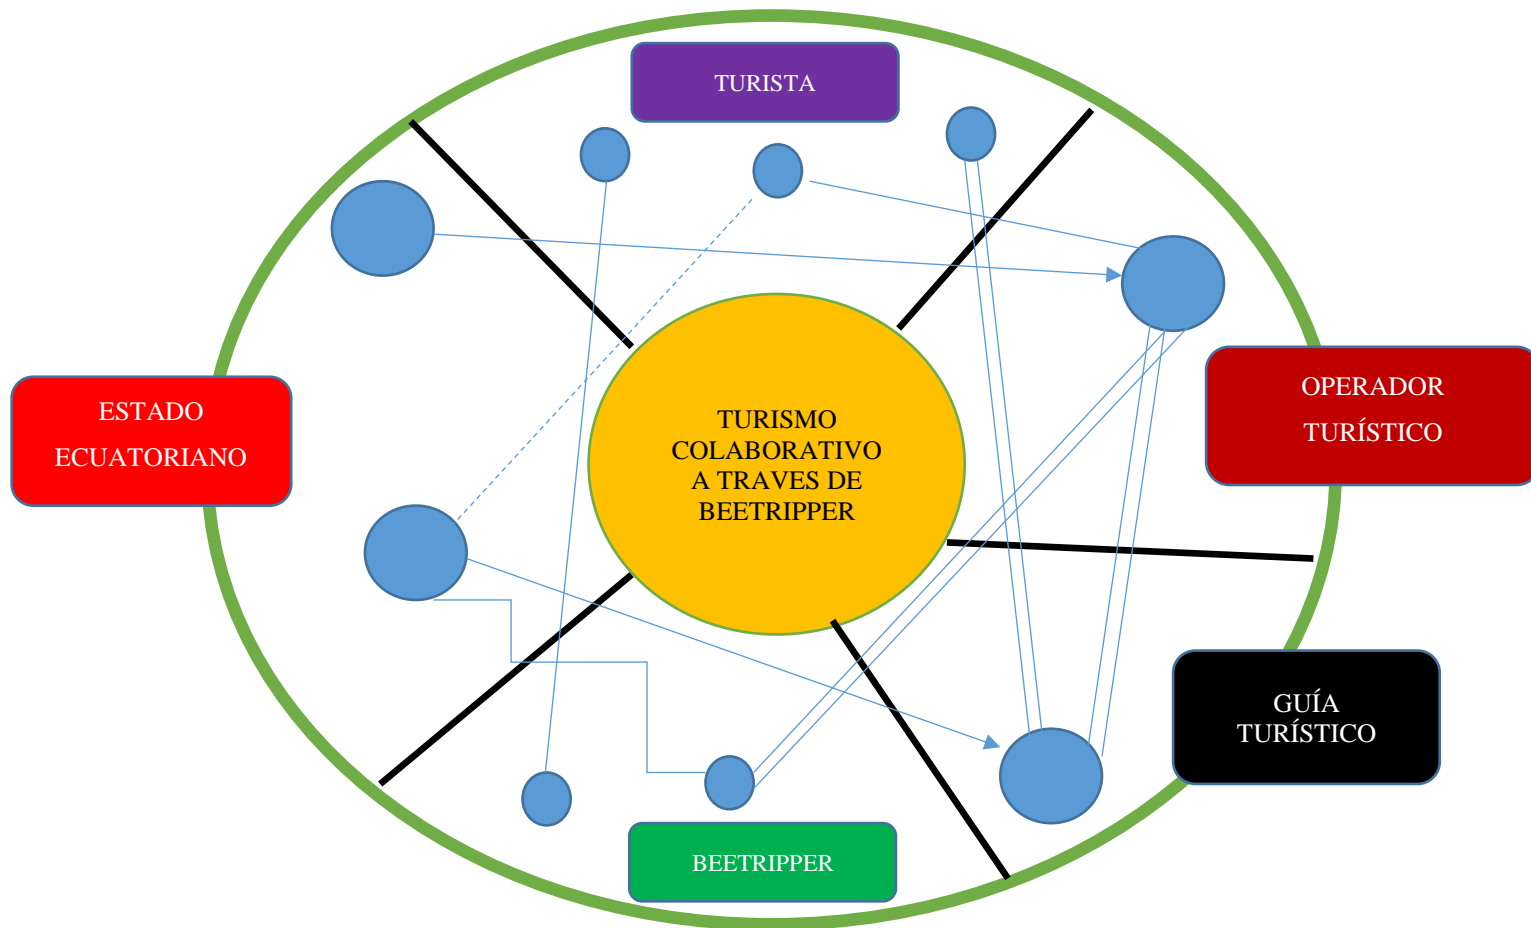 TURISTA
ESTADO
ECUATORIANO
OPERADOR
TURÍSTICO
TURISMO
COLABORATIVO
A TRAVES DE
BEETRIPPER
GUÍA
TURÍSTICO
BEETRIPPER